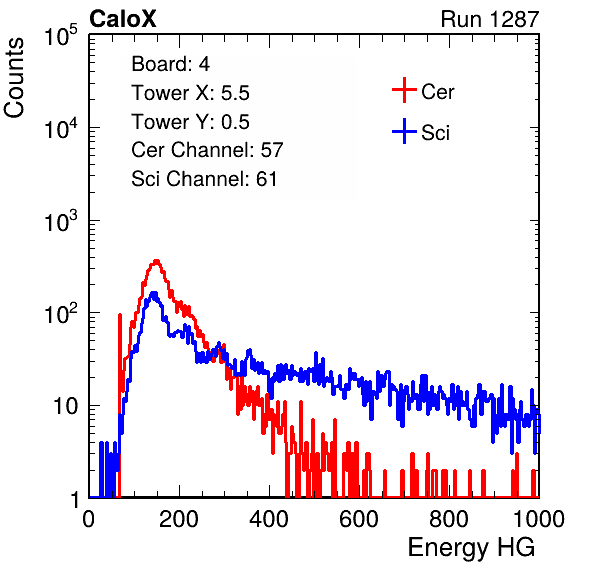 CaloX Run 1287
Board: 4
Tower X: 5.5
Tower Y: 0.5
Cer Channel: 57
Sci Channel: 61
Cer
Sci
Counts
10^5
10^4
10^3
10^2
10
1
0 200 400 600 800 1000
Energy HG